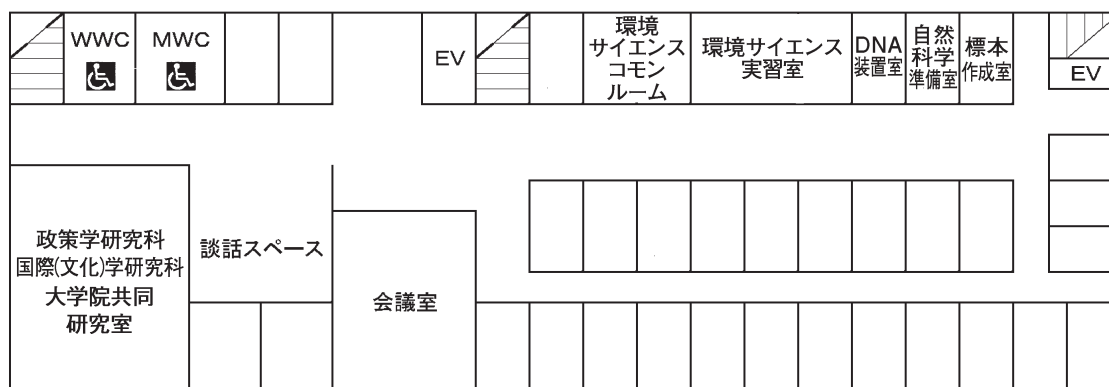 WWC
MWC
EV
環境
サイエンス
コモン
ルーム
環境サイエンス
実習室
DNA
装置室
自然
科学
準備室
標本
作成室
EV
政策学研究科
国際(文化)学研究科
大学院共同
研究室
談話スペース
会議室